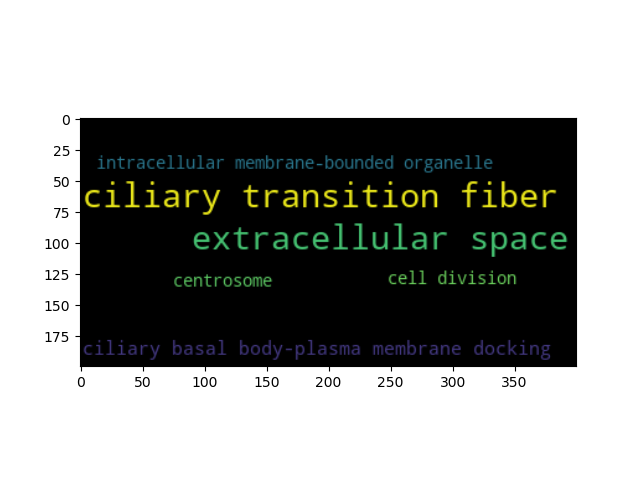 0
25
intracellular membrane-bounded organelle
50
ciliary transition fiber
75
extracellular space
100
125
centrosome cell division
150
175
ciliary basal body-plasma membrane docking
0 50 100 150 200 250 300 350